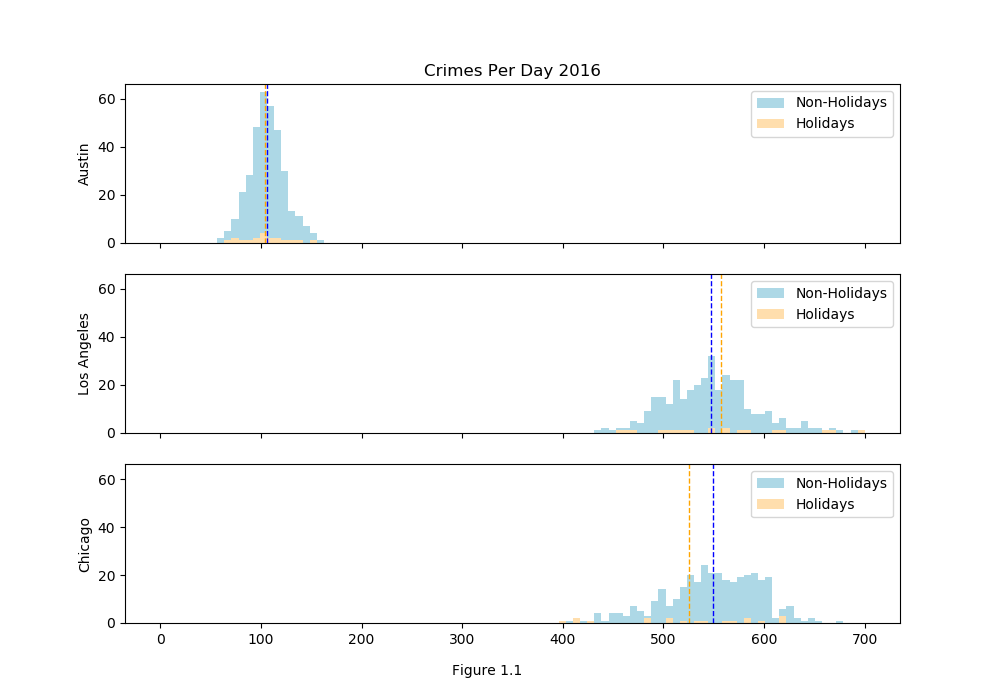 Crimes Per Day 2016
60
40
20
0
Austin
Non-Holidays
Holidays
60
40
20
0
Los Angeles
Non-Holidays
Holidays
60
40
20
0
Chicago
Non-Holidays
Holidays
0 100 200 300 400 500 600 700
Figure 1.1